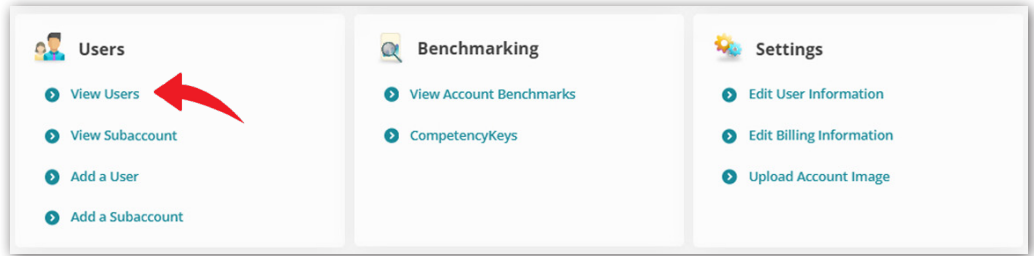 Users
View Users
View Subaccount
Add a User
Add a Subaccount
Benchmarking
View Account Benchmarks
CompetencyKeys
Settings
Edit User Information
Edit Billing Information
Upload Account Image